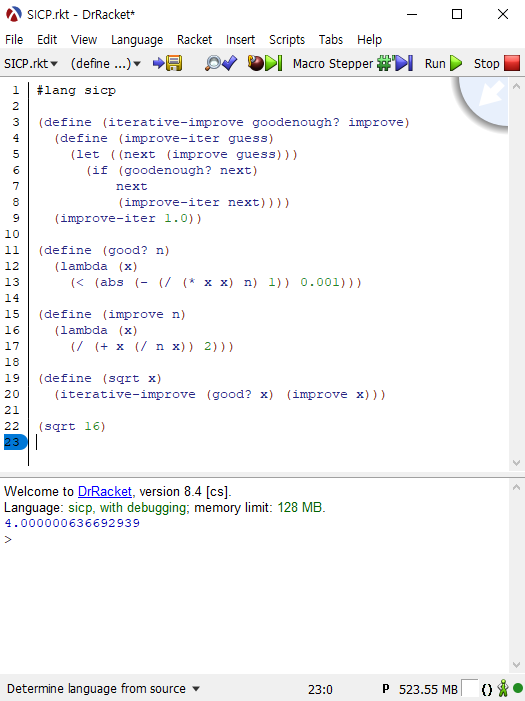 SICP.rkt - DrRacket*
File Edit View Language Racket Insert Scripts Tabs Help
SICP.rkt▾ (define ...)▾ Macro Stepper Run Stop
1 #lang sicp
2
3 (define (iterative-improve goodenough? improve)
4   (define (improve-iter guess)
5     (let ((next (improve guess)))
6       (if (goodenough? next)
7           next
8           (improve-iter next))))
9   (improve-iter 1.0))
10
11 (define (good? n)
12   (lambda (x)
13     (< (abs (- (/ (* x x) n) 1)) 0.001)))
14
15 (define (improve n)
16   (lambda (x)
17     (/ (+ x (/ n x)) 2)))
18
19 (define (sqrt x)
20   (iterative-improve (good? x) (improve x)))
21
22 (sqrt 16)
23
Welcome to DrRacket, version 8.4 [cs].
Language: sicp, with debugging; memory limit: 128 MB.
4.000000636692939
>
Determine language from source ▾ 23:0 P 523.55 MB ()